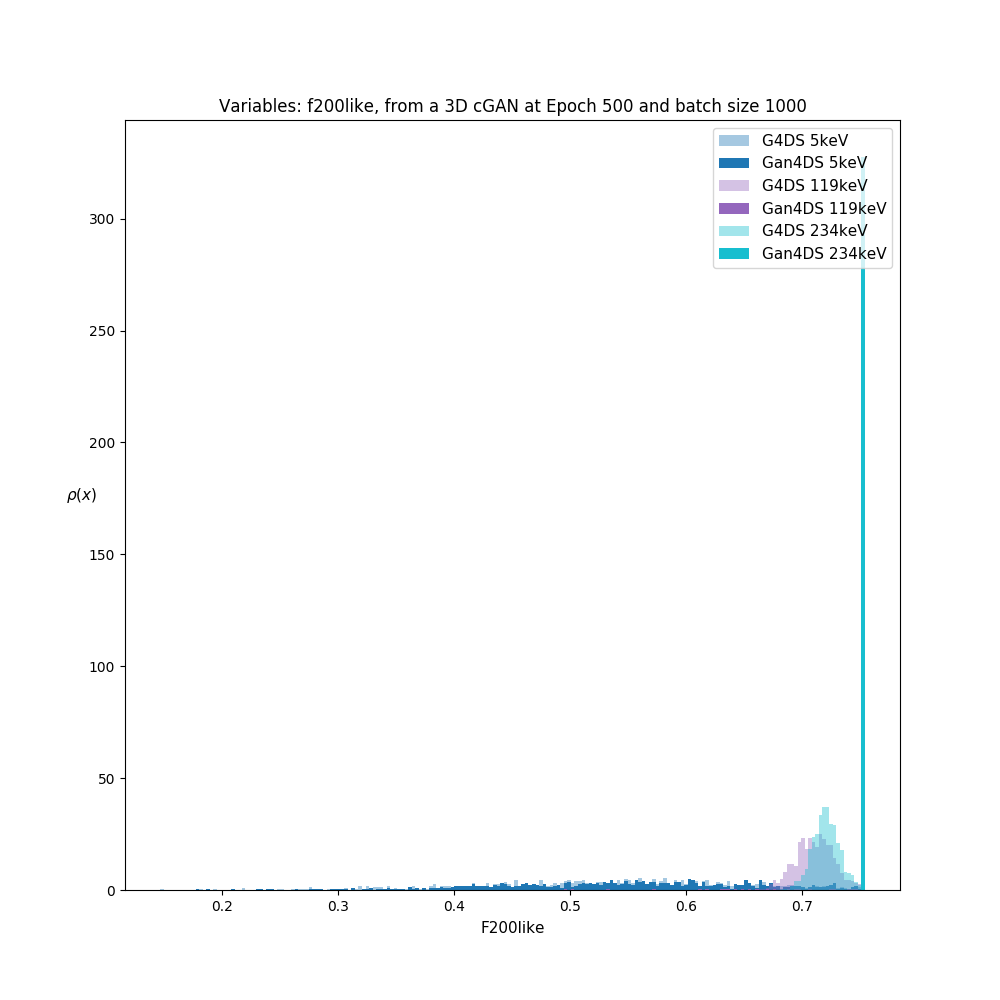 Variables: f200like, from a 3D cGAN at Epoch 500 and batch size 1000
G4DS 5keV
Gan4DS 5keV
G4DS 119keV
Gan4DS 119keV
G4DS 234keV
Gan4DS 234keV
300
250
200
150
100
50
0
ρ(x)
0.2 0.3 0.4 0.5 0.6 0.7
F200like